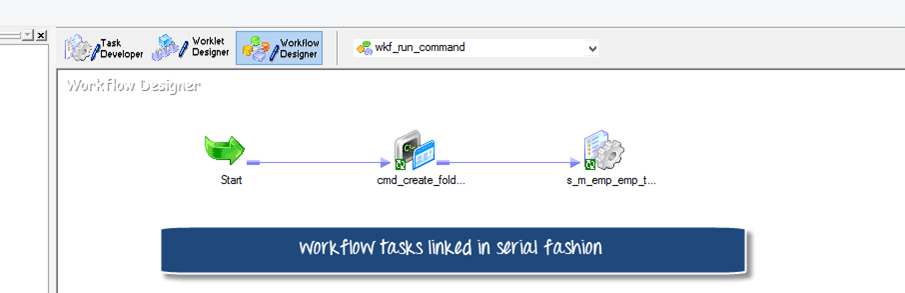 Task Developer
Worklet Designer
Workflow Designer
wkf_run_command
Workflow Designer
Start
cmd_create_fold...
s_m_emp_emp_t...
Workflow tasks linked in serial fashion